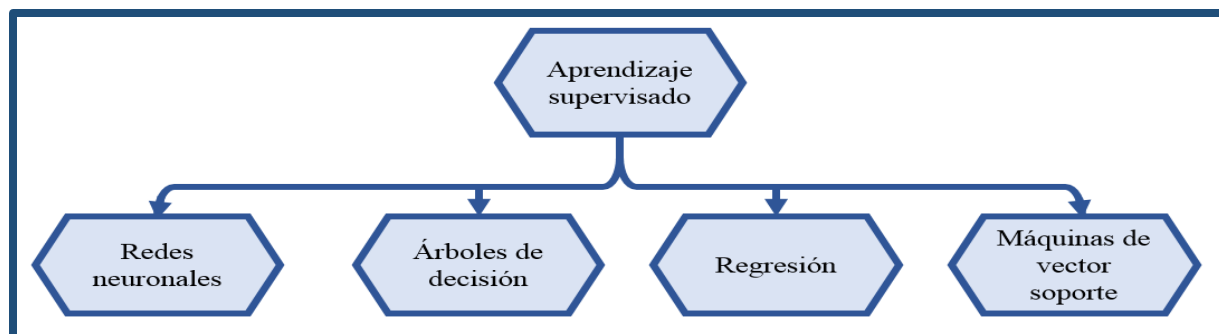 Aprendizaje
supervisado
Redes
neuronales
Árboles de
decisión
Regresión
Máquinas de
vector
soporte